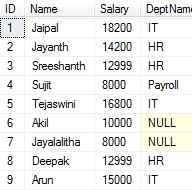 ID Name Salary DeptName
1 Jaipal 18200 IT
2 Jayanth 14200 HR
3 Sreeshanth 12999 HR
4 Sujit 8000 Payroll
5 Tejaswini 16800 IT
6 Akil 10000 NULL
7 Jayalalitha 8000 NULL
8 Deepak 12999 HR
9 Arun 15000 IT